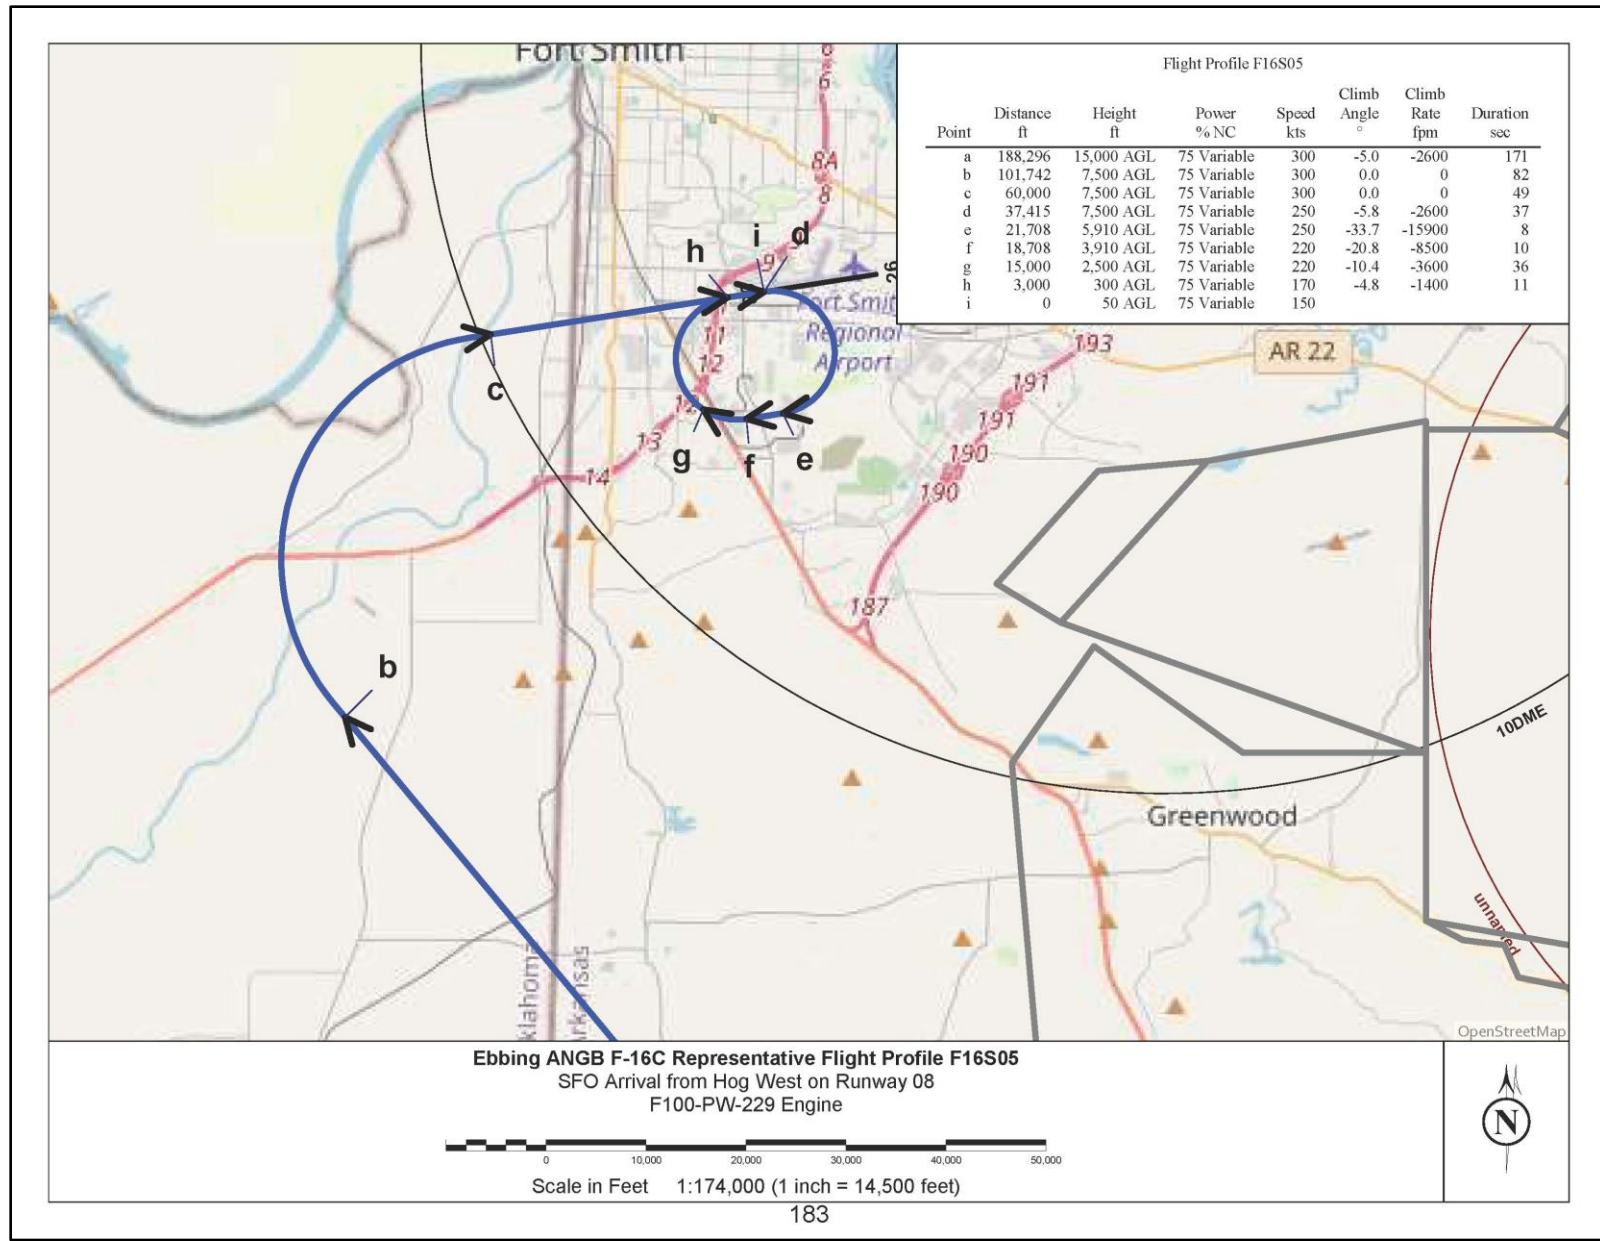 Fort Smith
Flight Profile F16S05
Point Distance ft Height ft Power % NC Speed kts Climb Angle ° Climb Rate fpm Duration sec
a 188,296 15,000 AGL 75 Variable 300 -5.0 -2600 171
b 101,742 7,500 AGL 75 Variable 300 0.0 0 82
c 60,000 7,500 AGL 75 Variable 300 0.0 0 49
d 37,415 7,500 AGL 75 Variable 250 -5.8 -2600 37
e 21,708 5,910 AGL 75 Variable 250 -33.7 -15900 8
f 18,708 3,910 AGL 75 Variable 220 -20.8 -8500 10
g 15,000 2,500 AGL 75 Variable 220 -10.4 -3600 36
h 3,000 300 AGL 75 Variable 170 -4.8 -1400 11
i 0 50 AGL 75 Variable 150
6
8A
8
h i d
9
26
Fort Smi
Regional
Airport
11
12
193
AR 22
191
c
191
13
g f e
190
14
190
187
b
10DME
Greenwood
unnamed
klahoma
Arkansas
OpenStreetMap
Ebbing ANGB F-16C Representative Flight Profile F16S05
SFO Arrival from Hog West on Runway 08
F100-PW-229 Engine
0 10,000 20,000 30,000 40,000 50,000
Scale in Feet 1:174,000 (1 inch = 14,500 feet)
N
183